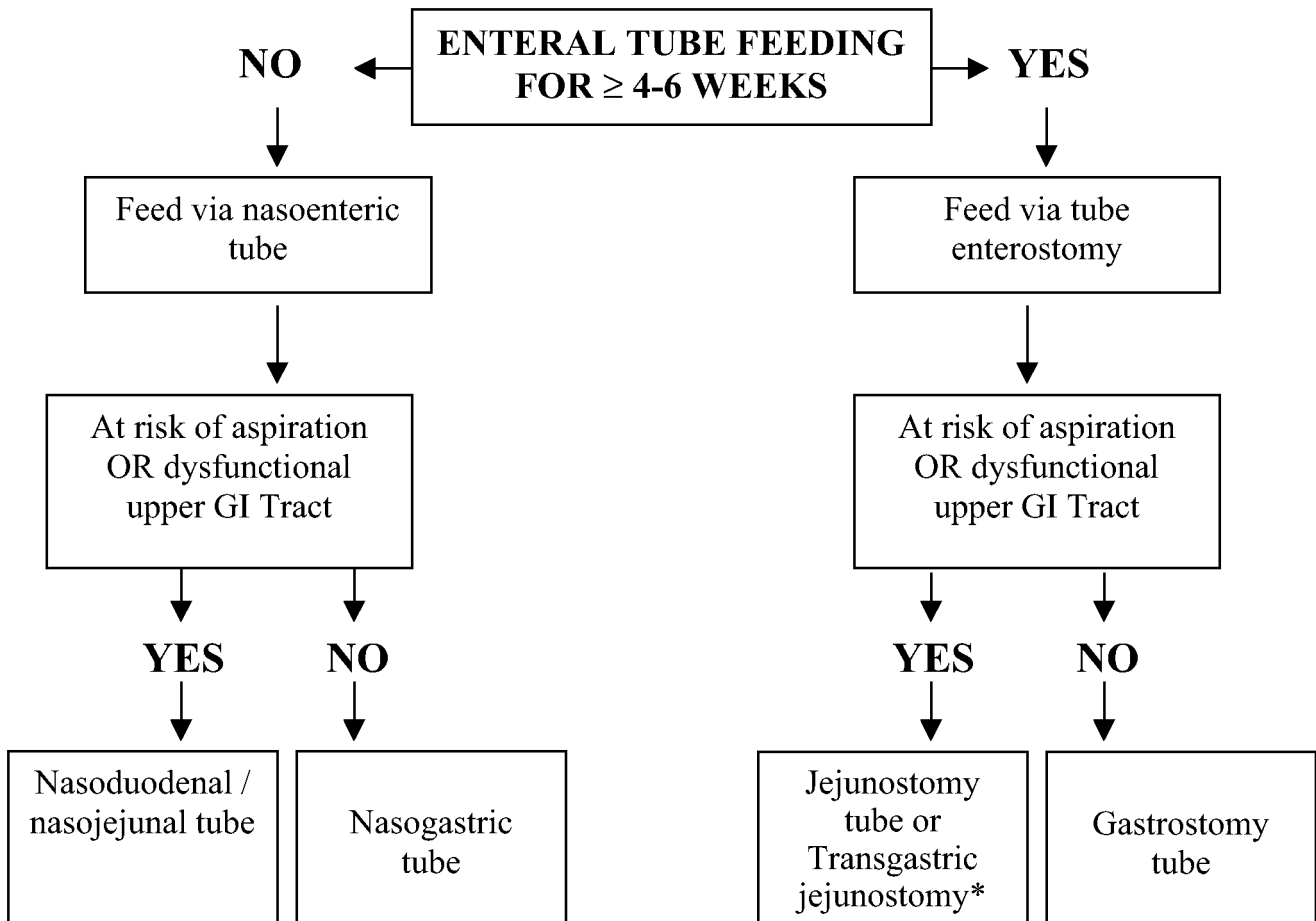 ENTERAL TUBE FEEDING
FOR ≥ 4-6 WEEKS
NO
YES
Feed via nasoenteric
tube
Feed via tube
enterostomy
At risk of aspiration
OR dysfunctional
upper GI Tract
At risk of aspiration
OR dysfunctional
upper GI Tract
YES
NO
YES
NO
Nasoduodenal /
nasojejunal tube
Nasogastric
tube
Jejunostomy
tube or
Transgastric
jejunostomy*
Gastrostomy
tube